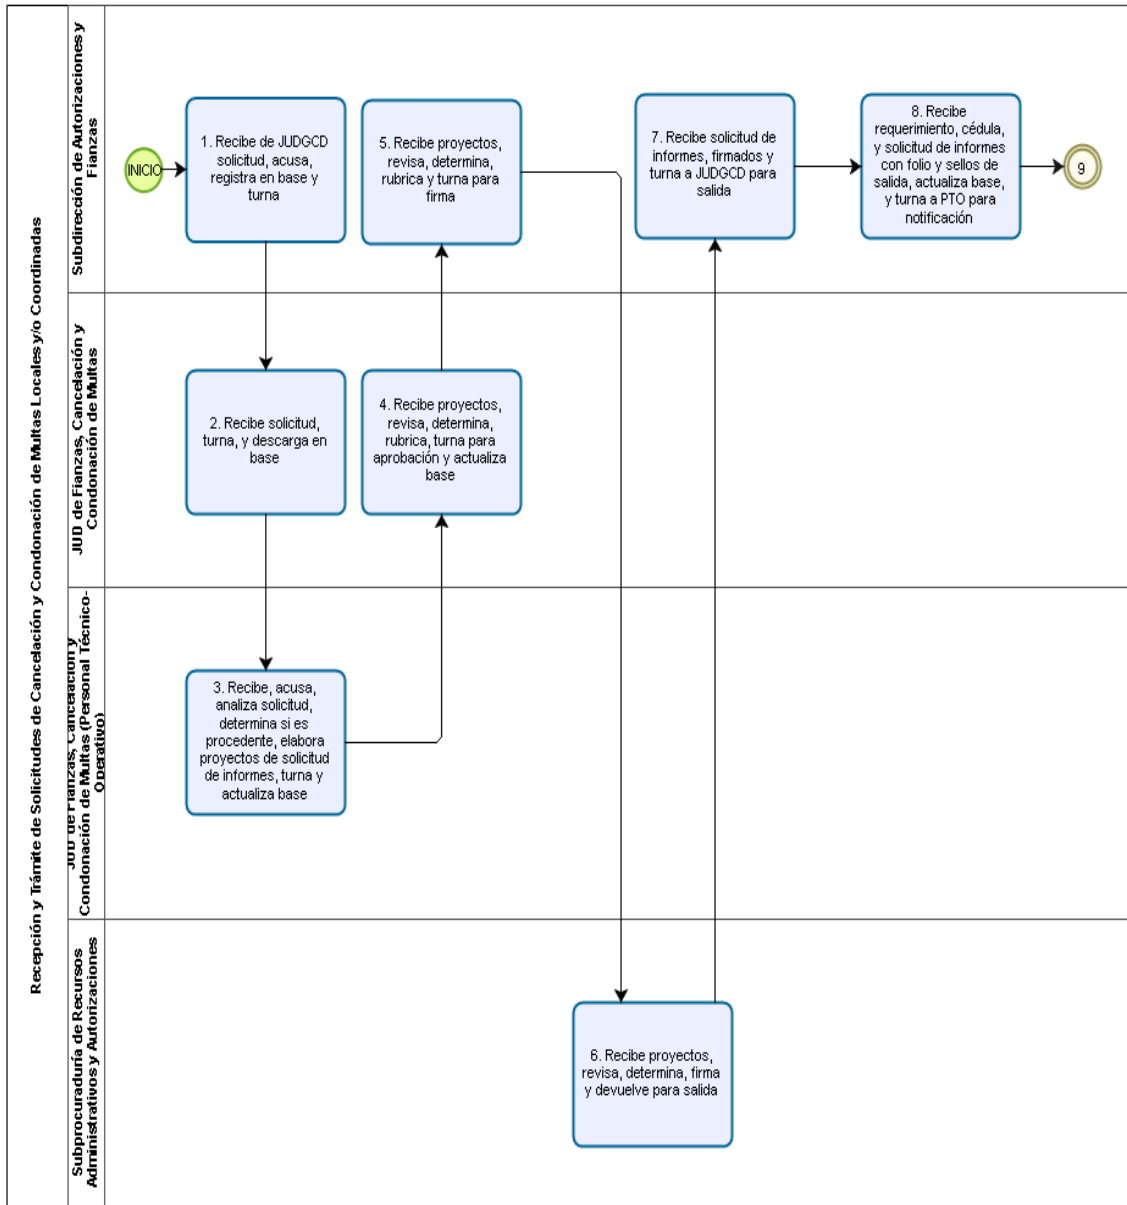 Recepción y Trámite de Solicitudes de Cancelación y Condonación de Multas Locales y/o Coordinadas
Subdirección de Autorizaciones y
Fianzas
INICIO
1. Recibe de JUDGCD
solicitud, acusa,
registra en base y
turna
5. Recibe proyectos,
revisa, determina,
rubrica y turna para
firma
7. Recibe solicitud de
informes, firmados y
turna a JUDGCD para
salida
8. Recibe
requerimiento, cédula,
y solicitud de informes
con folio y sellos de
salida, actualiza base,
y turna a PTO para
notificación
9
JUD de Fianzas, Cancelación y
Condonación de Multas
2. Recibe solicitud,
turna, y descarga en
base
4. Recibe proyectos,
revisa, determina,
rubrica, turna para
aprobación y actualiza
base
JUD de Fianzas, Cancelación y
Condonación de Multas (Personal Técnico-
Operativo)
3. Recibe, acusa,
analiza solicitud,
determina si es
procedente, elabora
proyectos de solicitud
de informes, turna y
actualiza base
Subprocuraduría de Recursos
Administrativos y Autorizaciones
6. Recibe proyectos,
revisa, determina, firma
y devuelve para salida